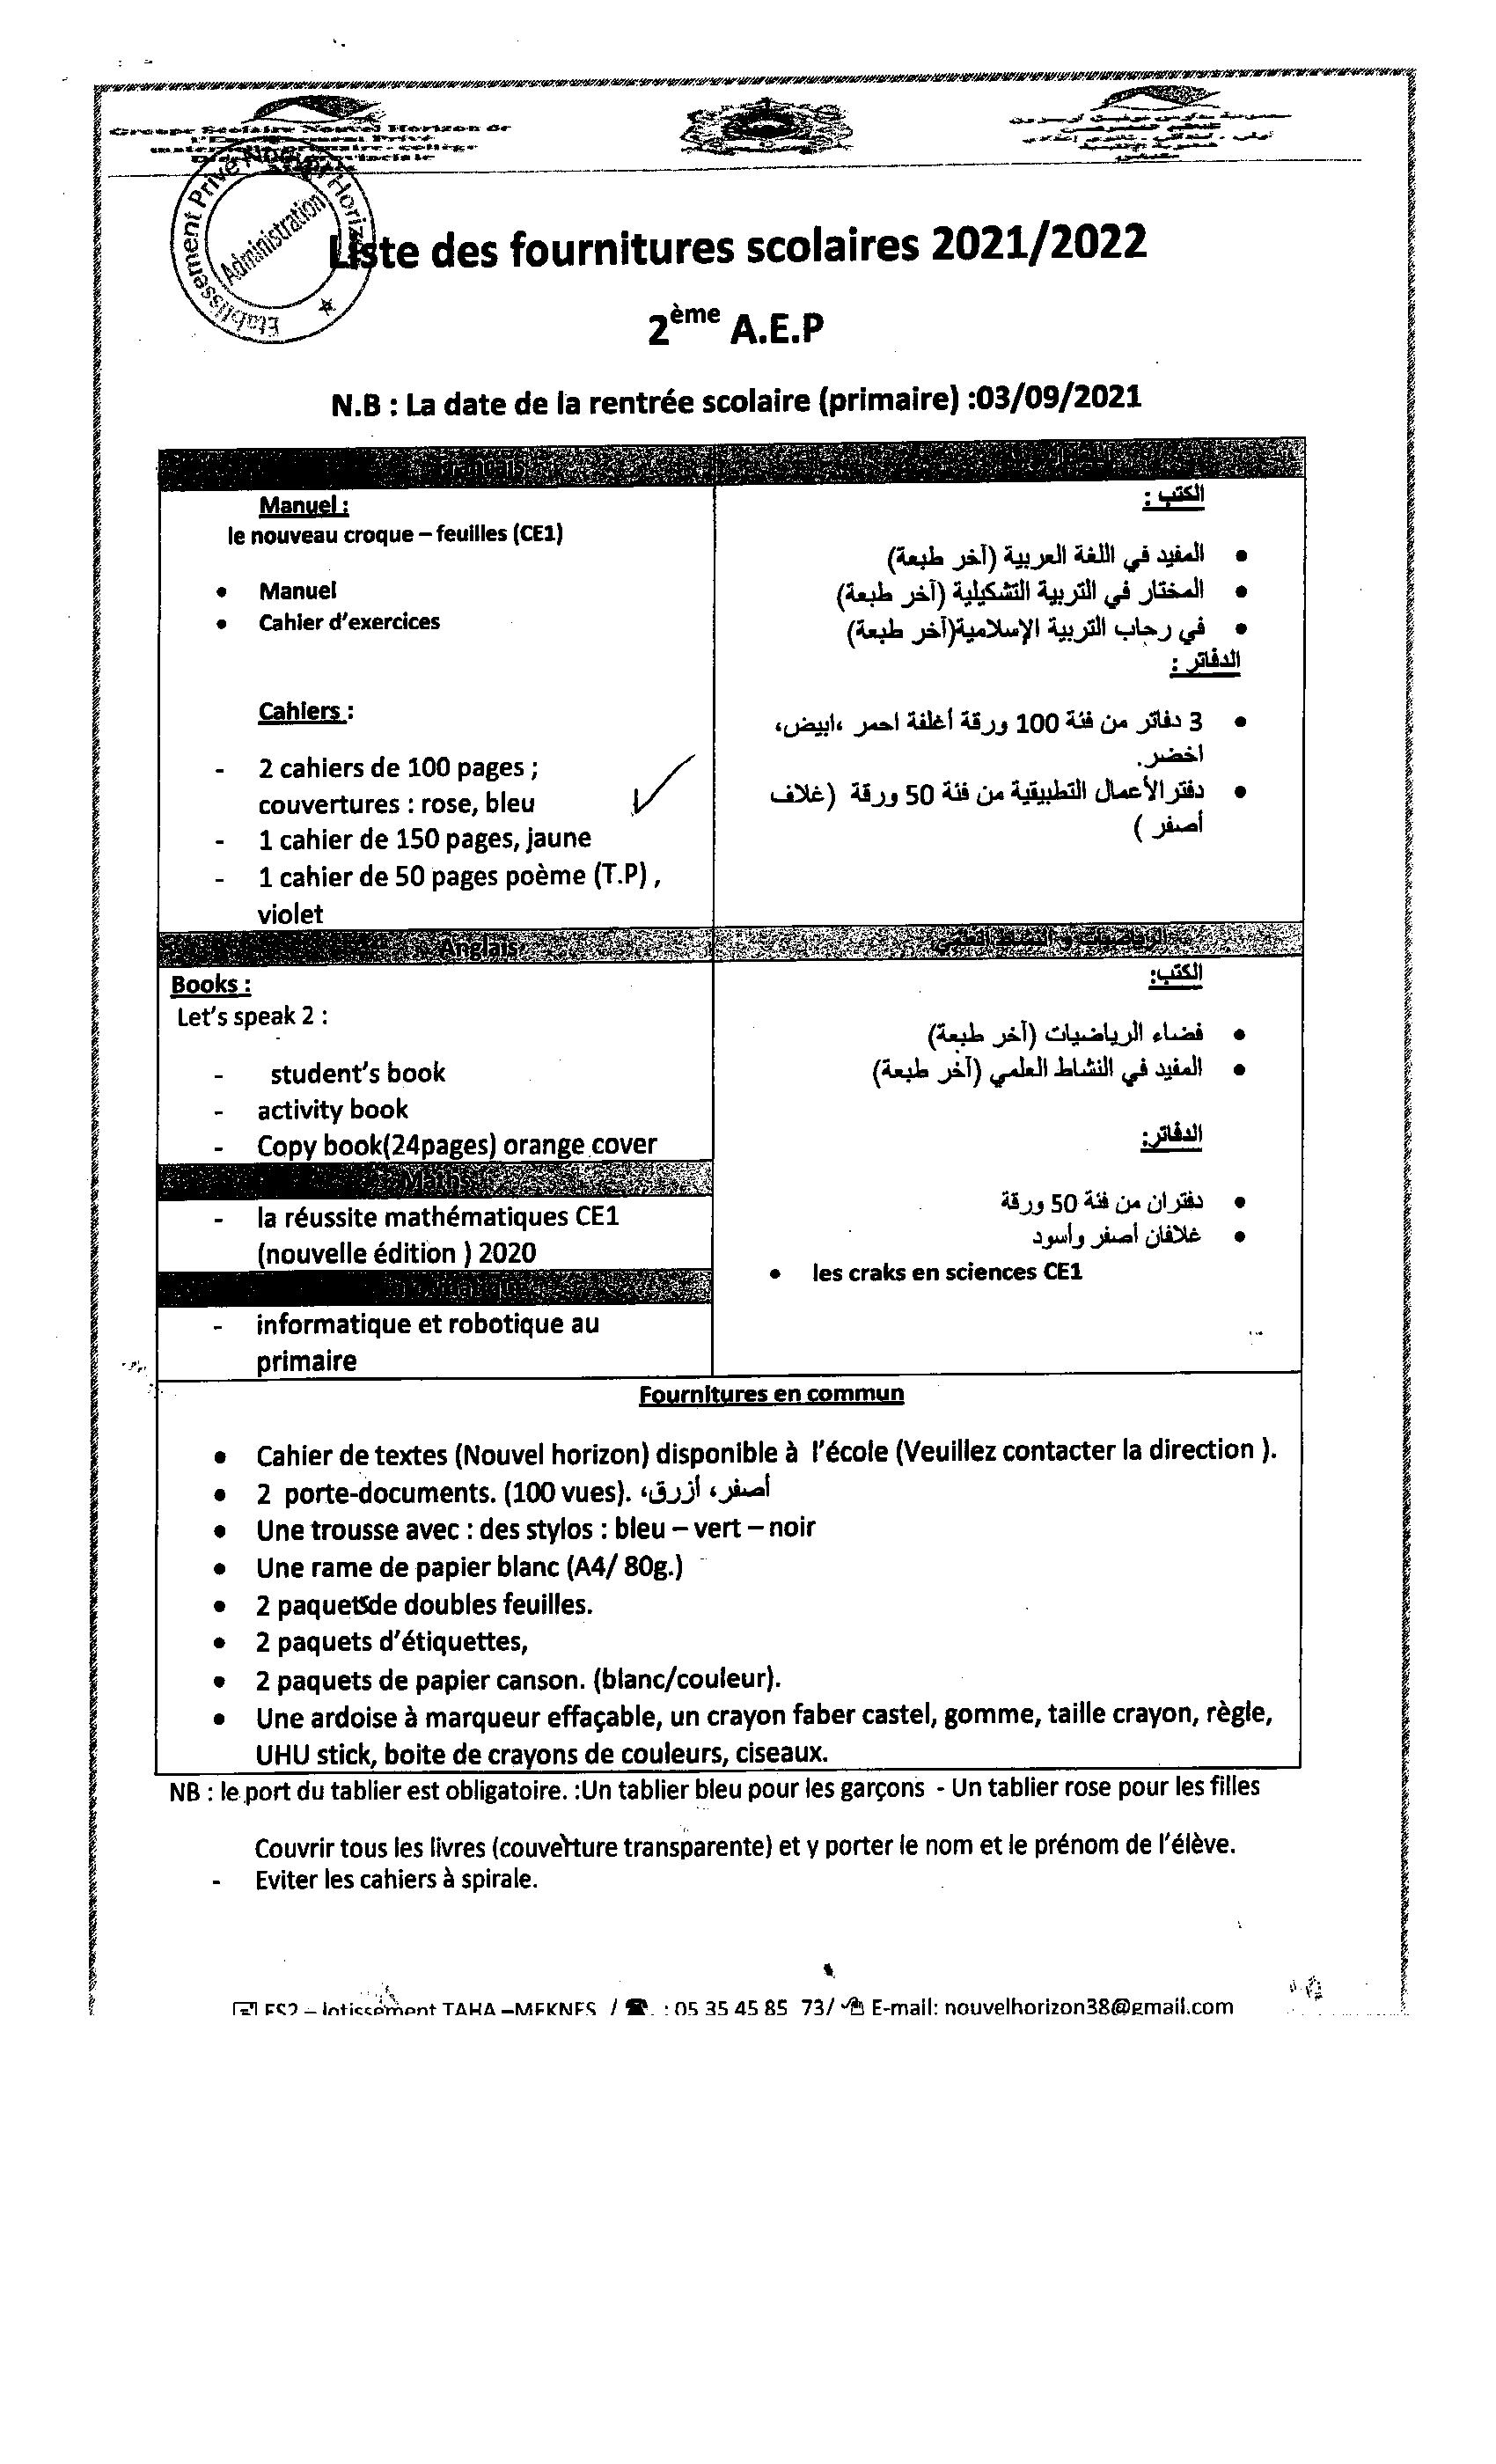 Groupe Scolaire Nouvel Horizon de
Etablissement Privé Nouvel Horizon
Administration
Liste des fournitures scolaires 2021/2022
2ème A.E.P
N.B : La date de la rentrée scolaire (primaire) :03/09/2021
Français
Manuel :
le nouveau croque – feuilles (CE1)
• Manuel
• Cahier d'exercices
Cahiers :
- 2 cahiers de 100 pages ;
couvertures : rose, bleu
- 1 cahier de 150 pages, jaune
- 1 cahier de 50 pages poème (T.P) ,
violet
الكتب :
• المفيد في اللغة العربية (آخر طبعة)
• المختار في التربية التشكيلية (آخر طبعة)
• في رحاب التربية الإسلامية(آخر طبعة)
الدفاتر :
• 3 دفاتر من فئة 100 ورقة أغلفة احمر ،ابيض،
اخضر.
• دفتر الأعمال التطبيقية من فئة 50 ورقة (غلاف
أصفر )
Anglais
Books :
Let's speak 2 :
- student's book
- activity book
- Copy book(24pages) orange cover
Maths
- la réussite mathématiques CE1
(nouvelle édition ) 2020
- informatique et robotique au
primaire
الرياضيات و النشاط العلمي
الكتب:
• فضاء الرياضيات (آخر طبعة)
• المفيد في النشاط العلمي (آخر طبعة)
الدفاتر:
• دفتران من فئة 50 ورقة
• غلافان أصفر وأسود
• les craks en sciences CE1
Fournitures en commun
• Cahier de textes (Nouvel horizon) disponible à l'école (Veuillez contacter la direction ).
• 2 porte-documents. (100 vues). أصفر، أزرق،
• Une trousse avec : des stylos : bleu – vert – noir
• Une rame de papier blanc (A4/ 80g.)
• 2 paquets de doubles feuilles.
• 2 paquets d'étiquettes,
• 2 paquets de papier canson. (blanc/couleur).
• Une ardoise à marqueur effaçable, un crayon faber castel, gomme, taille crayon, règle,
UHU stick, boite de crayons de couleurs, ciseaux.
NB : le port du tablier est obligatoire. :Un tablier bleu pour les garçons - Un tablier rose pour les filles
Couvrir tous les livres (couverture transparente) et y porter le nom et le prénom de l'élève.
- Eviter les cahiers à spirale.
FS2 – lotissement TAHA –MEKNES / : 05 35 45 85 73/ E-mail: nouvelhorizon38@gmail.com